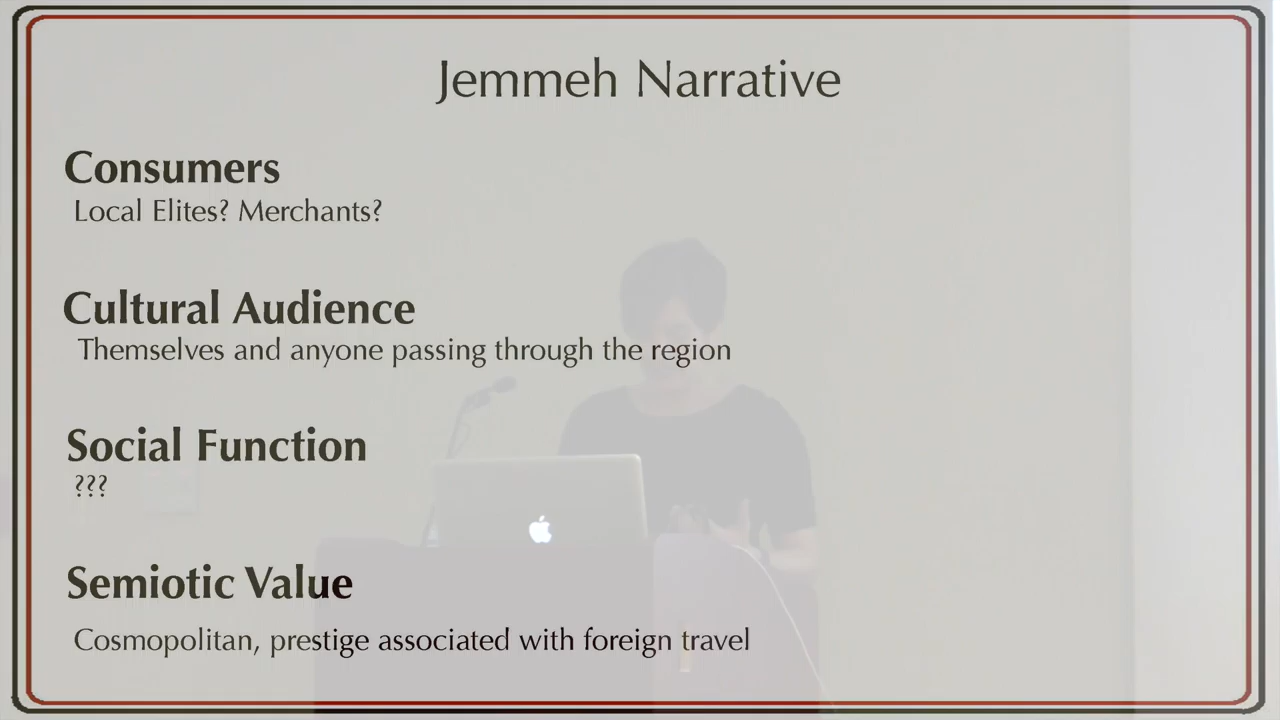 Jemmeh Narrative
Consumers
Local Elites? Merchants?
Cultural Audience
Themselves and anyone passing through the region
Social Function
???
Semiotic Value
Cosmopolitan, prestige associated with foreign travel